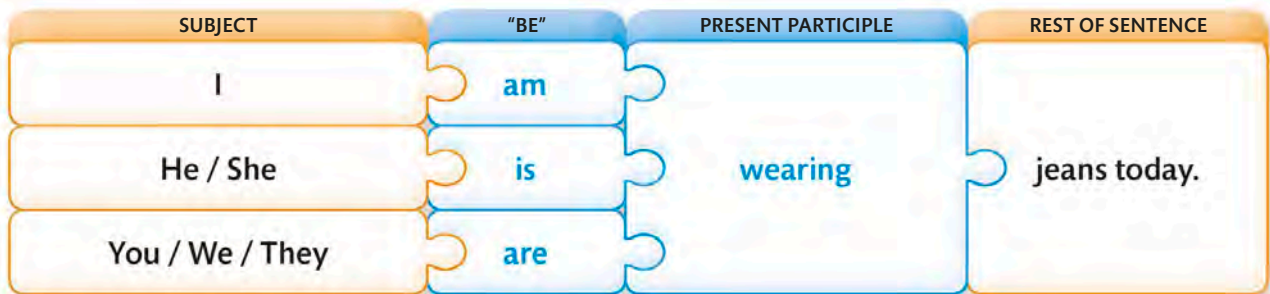 SUBJECT "BE" PRESENT PARTICIPLE REST OF SENTENCE
I am
He / She is wearing jeans today.
You / We / They are